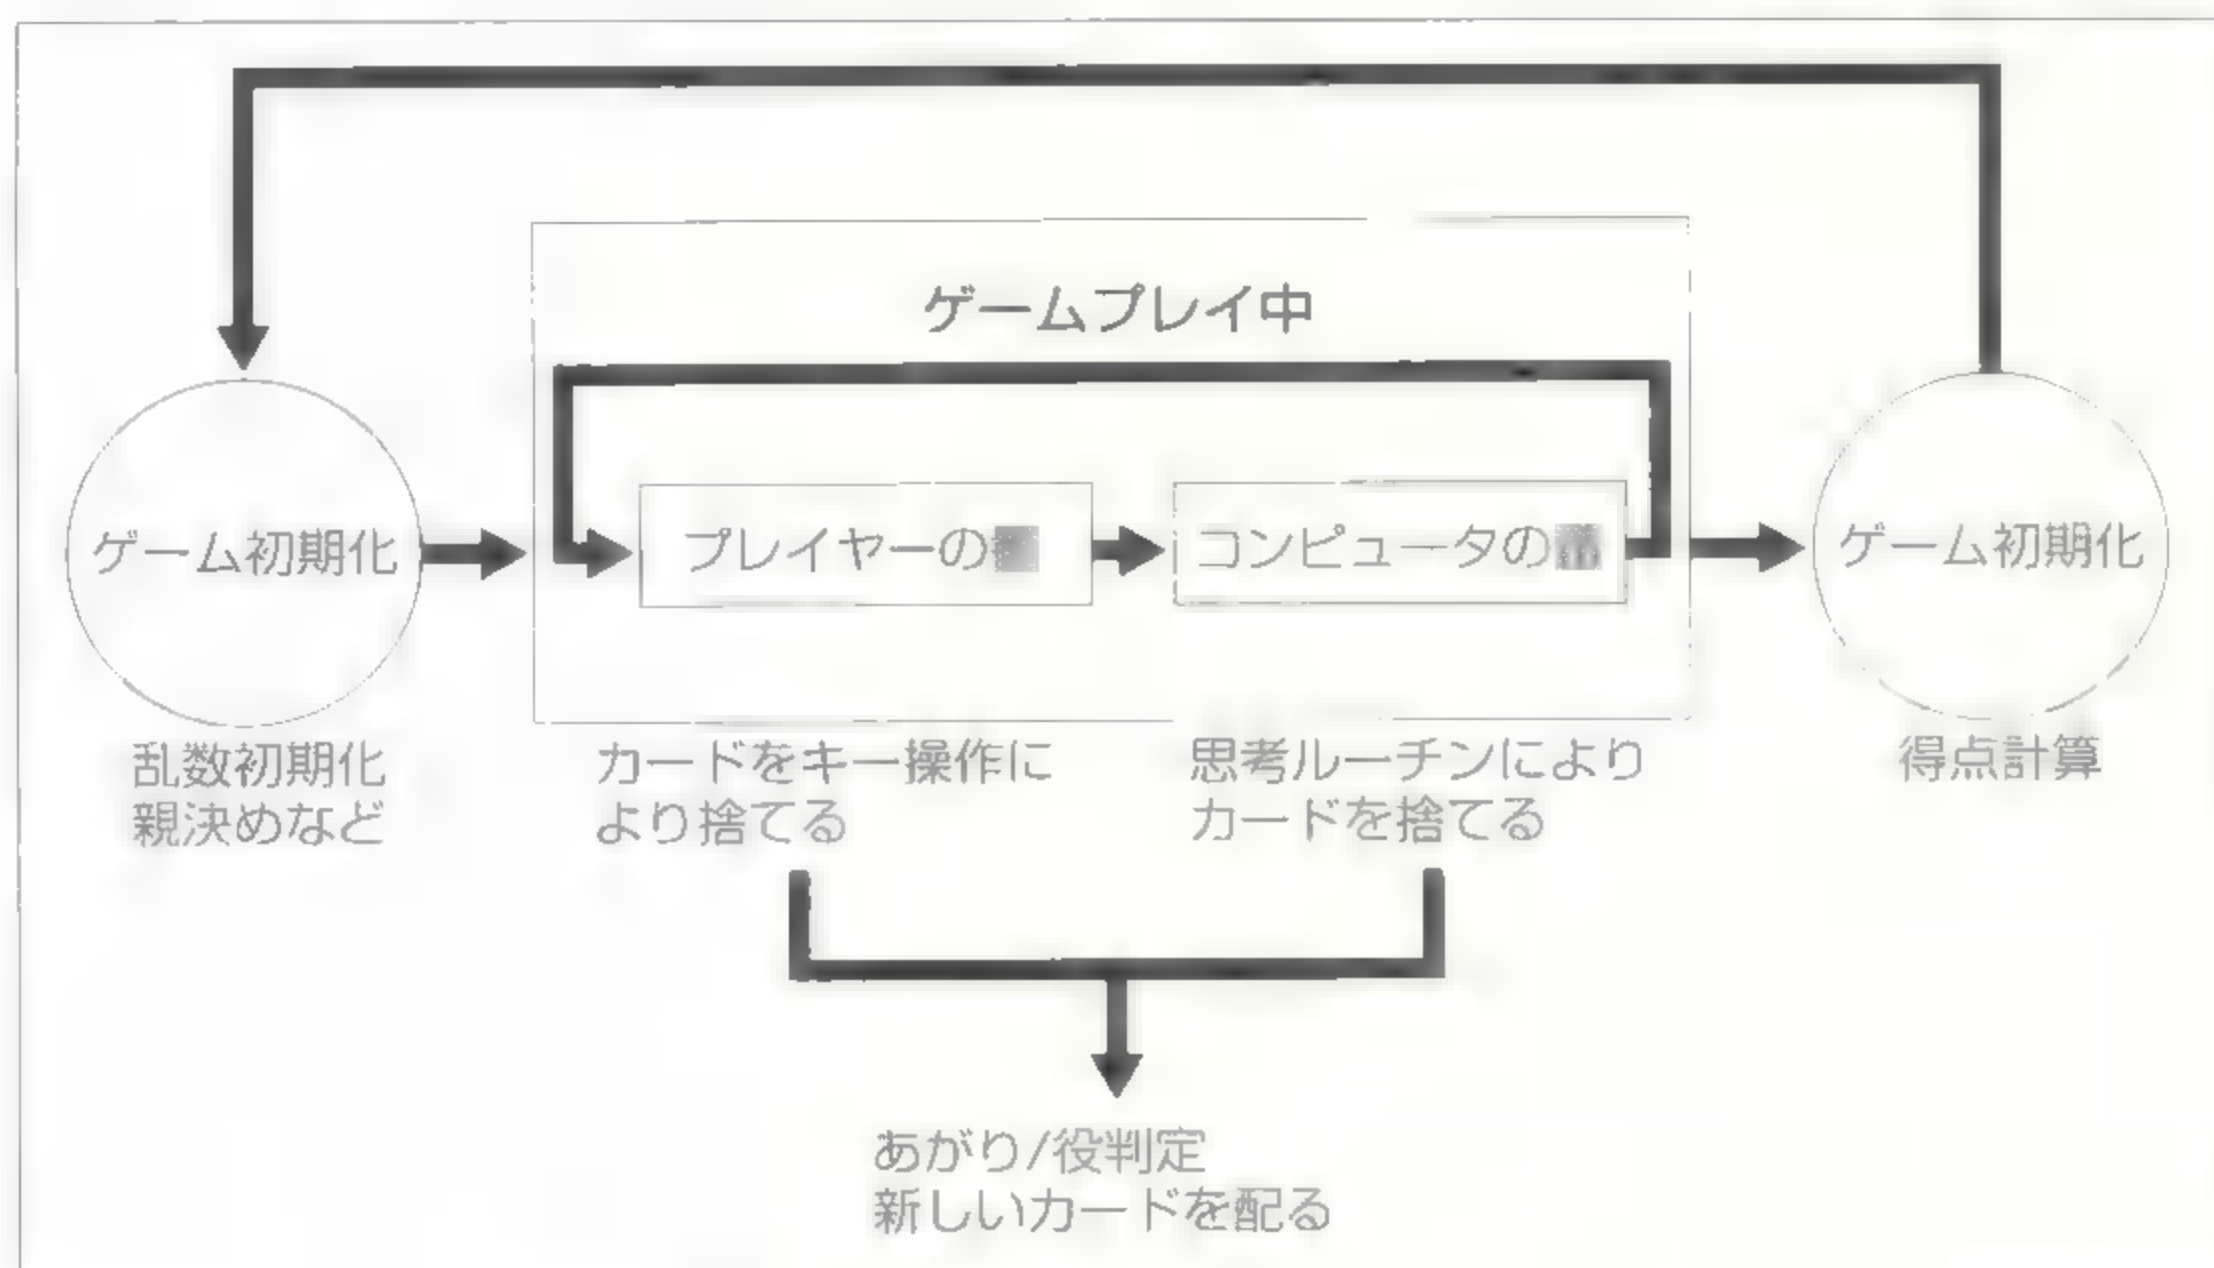 ゲームプレイ中
ゲーム初期化
プレイヤーの
コンピュータの
ゲーム初期化
乱数初期化
親決めなど
カードをキー操作に
より捨てる
思考ルーチンにより
カードを捨てる
得点計算
あがり/役判定
新しいカードを配る